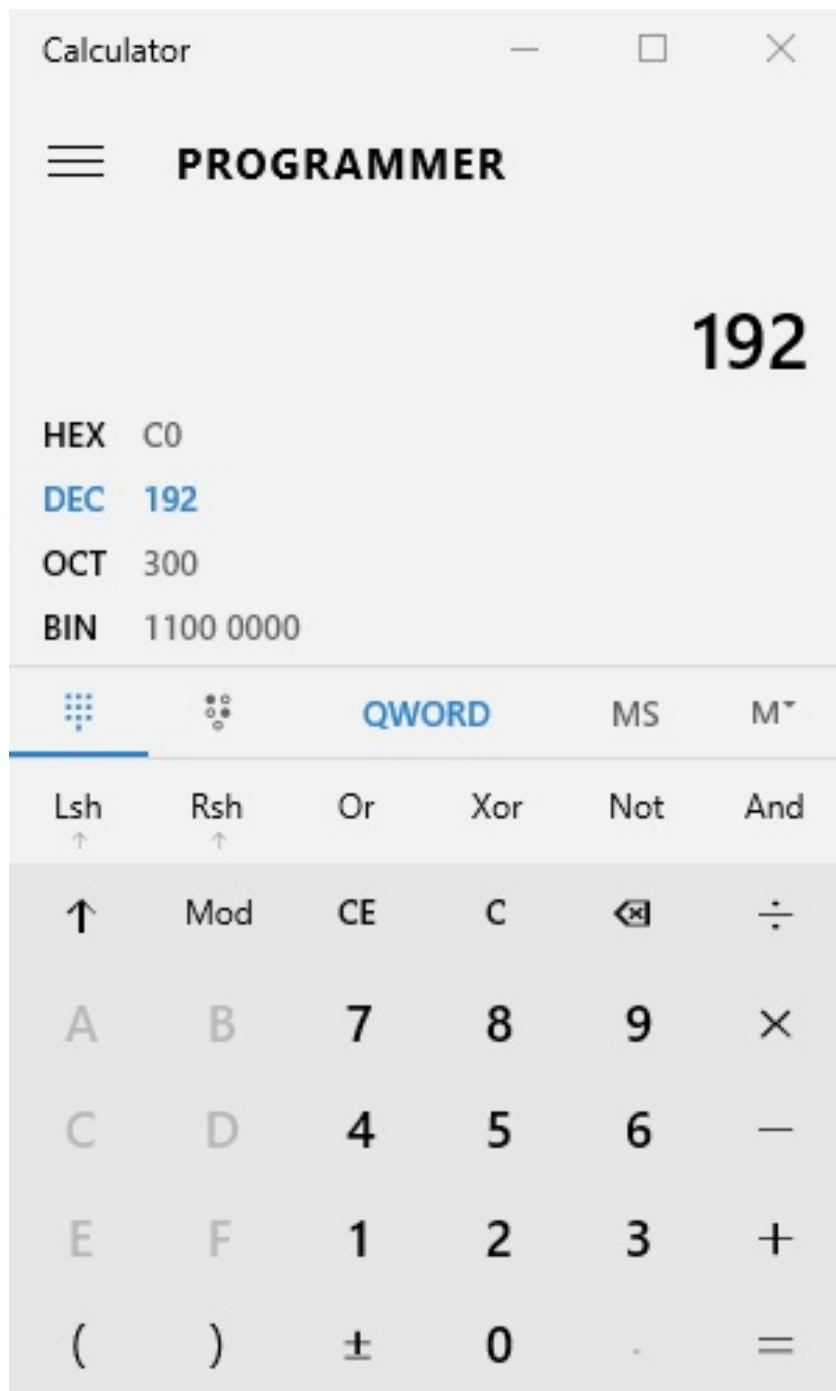 Calculator
PROGRAMMER
192
HEX C0
DEC 192
OCT 300
BIN 1100 0000
QWORD MS M
Lsh Rsh Or Xor Not And
↑ ↑
↑ Mod CE C ÷
A B 7 8 9 ×
C D 4 5 6 −
E F 1 2 3 +
( ) ± 0 . =